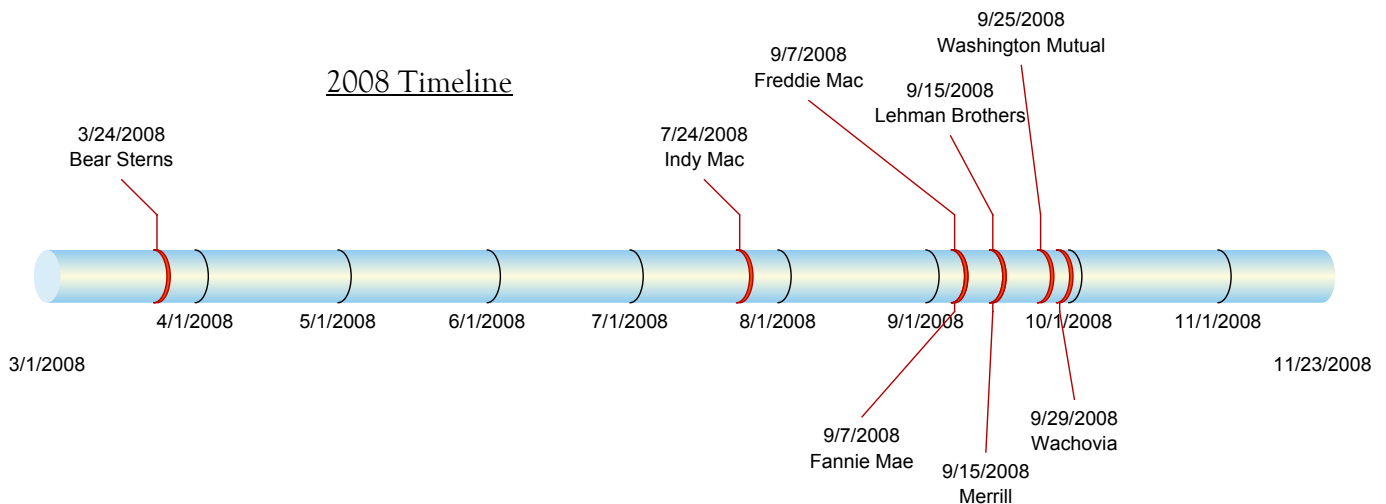 2008 Timeline
3/24/2008
Bear Sterns
7/24/2008
Indy Mac
9/7/2008
Freddie Mac
9/15/2008
Lehman Brothers
9/25/2008
Washington Mutual
4/1/2008
5/1/2008
6/1/2008
7/1/2008
8/1/2008
9/1/2008
10/1/2008
11/1/2008
3/1/2008
11/23/2008
9/7/2008
Fannie Mae
9/15/2008
Merrill
9/29/2008
Wachovia